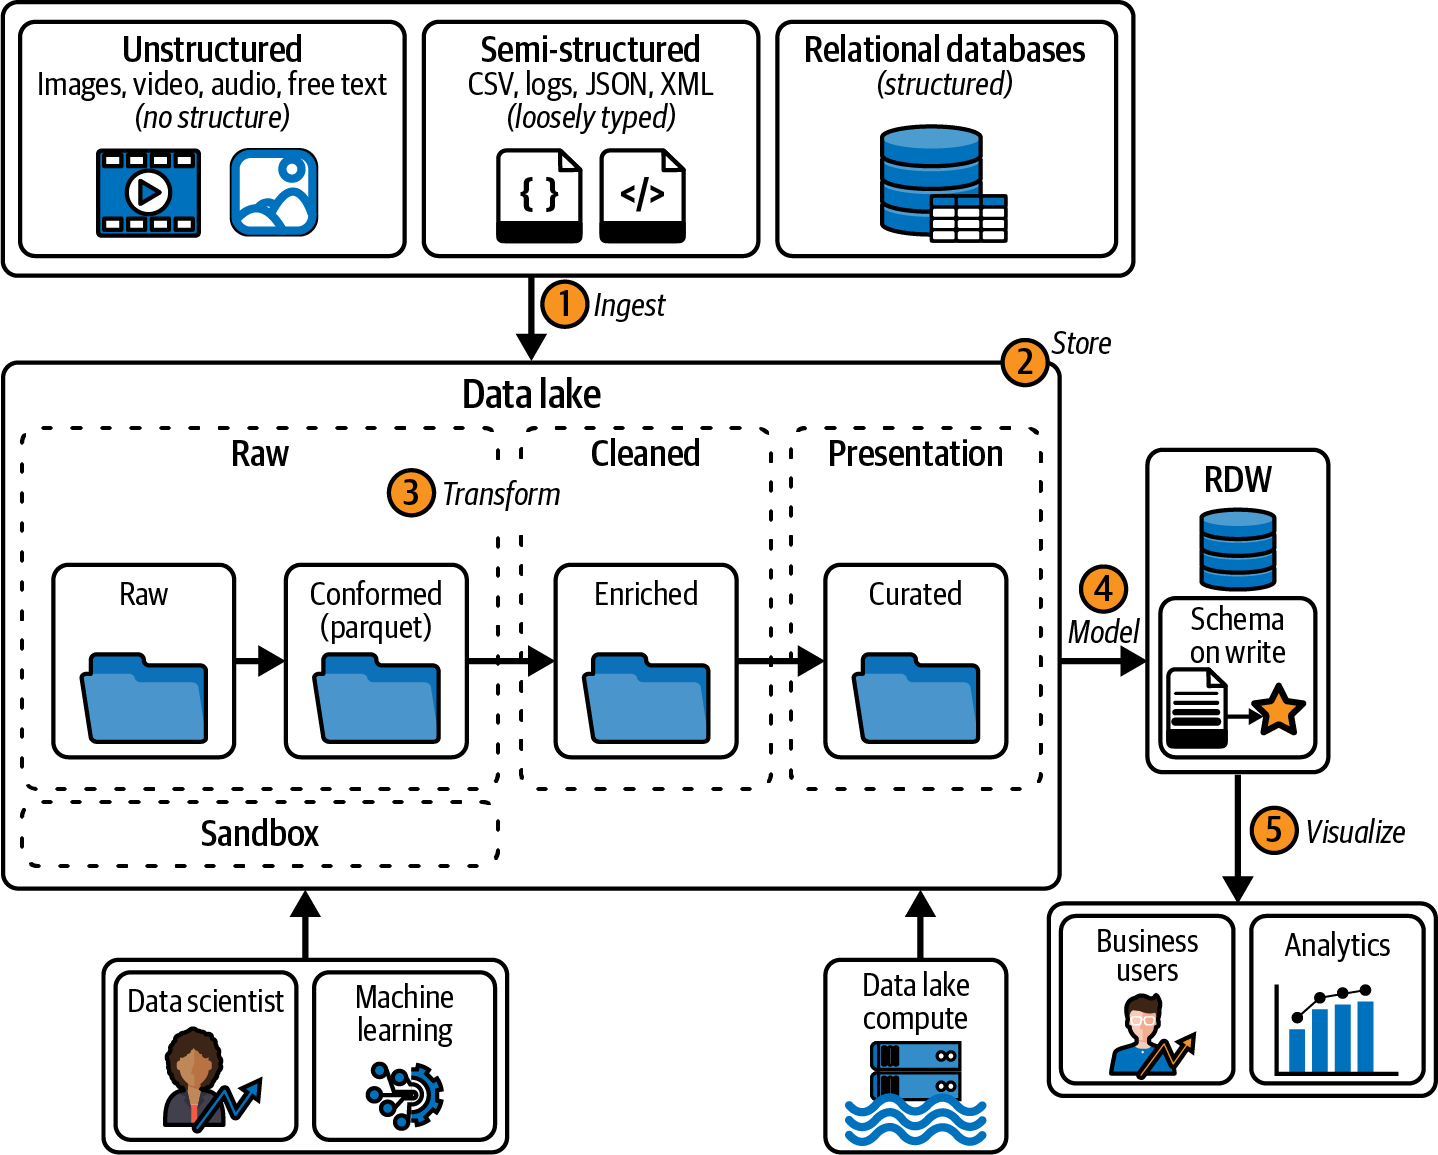 Unstructured
Images, video, audio, free text
(no structure)
Semi-structured
CSV, logs, JSON, XML
(loosely typed)
{ }
</>
Relational databases
(structured)
1 Ingest
2 Store
Data lake
Raw
Cleaned
Presentation
3 Transform
Raw
Conformed
(parquet)
Enriched
Curated
Sandbox
4
Model
RDW
Schema
on write
5 Visualize
Data scientist
Machine
learning
Data lake
compute
Business
users
Analytics